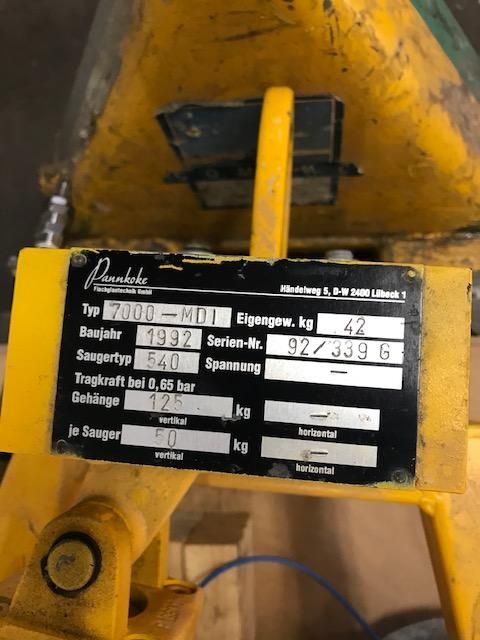 Pannkoke
Flachglastechnik GmbH
Händelweg 5, D-W 2400 Lübeck 1
Typ 7000-MDI Eigengew. kg 42
Baujahr 1992 Serien-Nr. 92/339 G
Saugertyp 540 Spannung —
Tragkraft bei 0,65 bar
Gehänge 125 kg —
vertikal horizontal
je Sauger 50 kg —
vertikal horizontal